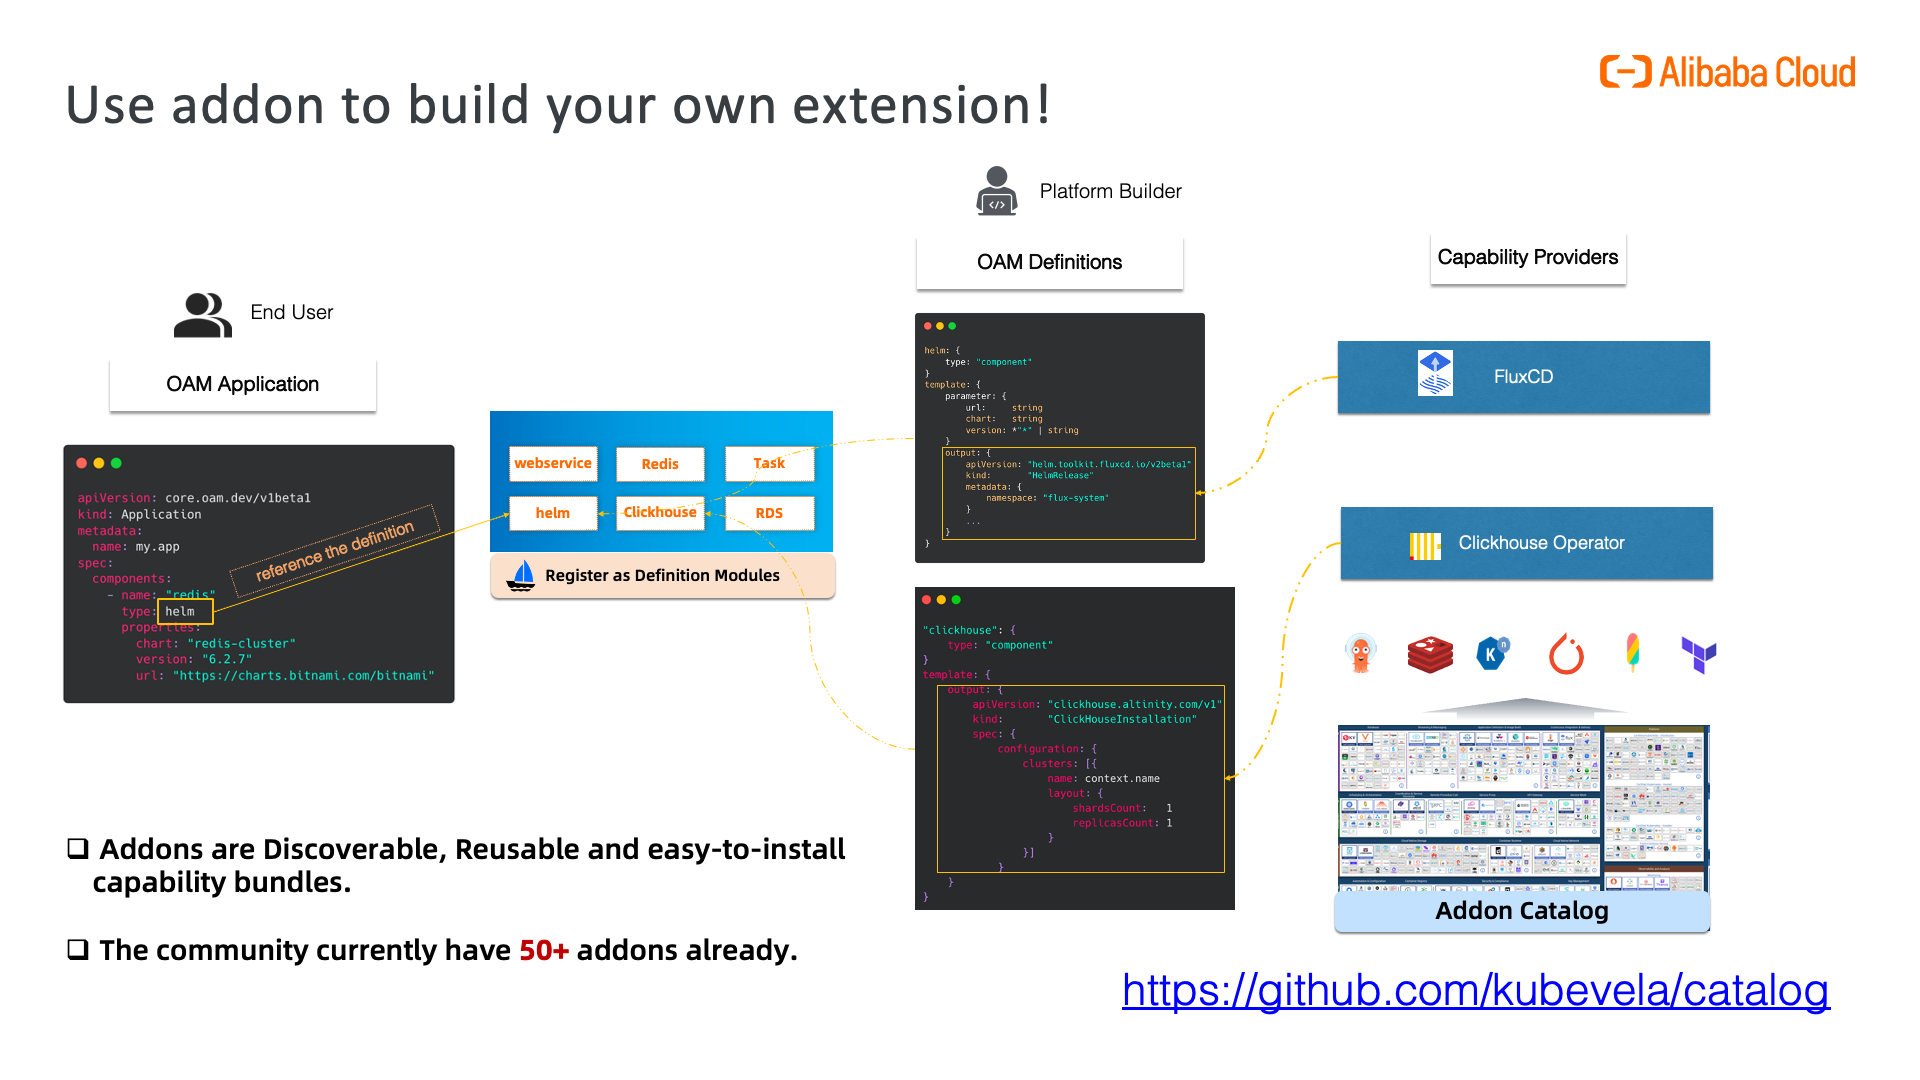 Use addon to build your own extension!
Alibaba Cloud
Platform Builder
OAM Definitions
Capability Providers
End User
OAM Application
apiVersion: core.oam.dev/v1beta1
kind: Application
metadata:
name: my.app
spec:
components:
- name: "redis"
type: helm
properties:
chart: "redis-cluster"
version: "6.2.7"
url: "https://charts.bitnami.com/bitnami"
reference the definition
webservice
Redis
Task
helm
Clickhouse
RDS
Register as Definition Modules
helm: {
type: "component"
}
template: {
parameter: {
url: string
chart: string
version: *"*" | string
}
output: {
apiVersion: "helm.toolkit.fluxcd.io/v2beta1"
kind: "HelmRelease"
metadata: {
namespace: "flux-system"
}
...
}
}
"clickhouse": {
type: "component"
}
template: {
output: {
apiVersion: "clickhouse.altinity.com/v1"
kind: "ClickHouseInstallation"
spec: {
configuration: {
clusters: [{
name: context.name
layout: {
shardsCount: 1
replicasCount: 1
}
}]
}
}
}
FluxCD
Clickhouse Operator
Addon Catalog
Addons are Discoverable, Reusable and easy-to-install
capability bundles.
The community currently have 50+ addons already.
https://github.com/kubevela/catalog